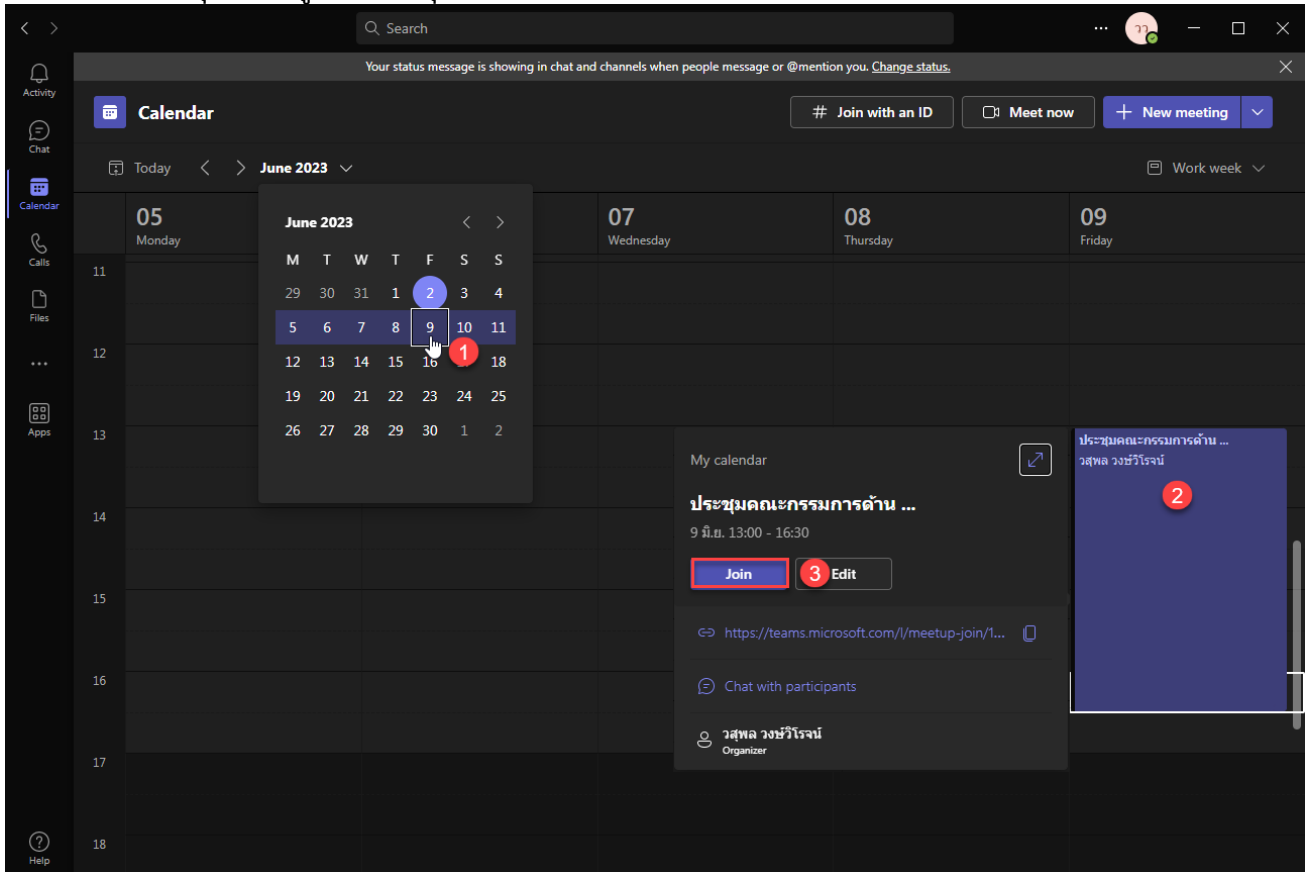 Search
วว
Your status message is showing in chat and channels when people message or @mention you. Change status.
Activity
Chat
Calendar
Calls
Files
Apps
Help
Calendar
# Join with an ID
Meet now
+ New meeting
Today
June 2023
Work week
05
Monday
07
Wednesday
08
Thursday
09
Friday
June 2023
M T W T F S S
29 30 31 1 2 3 4
5 6 7 8 9 10 11
1
12 13 14 15 16 18
19 20 21 22 23 24 25
26 27 28 29 30 1 2
11
12
13
14
15
16
17
18
ประชุมคณะกรรมการด้าน ...
วสุพล วงษ์วิโรจน์
2
My calendar
ประชุมคณะกรรมการด้าน ...
9 มิ.ย. 13:00 - 16:30
Join
3
Edit
https://teams.microsoft.com/l/meetup-join/1...
Chat with participants
วสุพล วงษ์วิโรจน์
Organizer